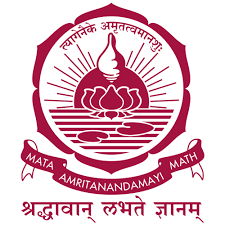 त्यागेनैके अमृतत्वमानशुः
MATA AMRITANANDAMAYI MATH
श्रद्धावान् लभते ज्ञानम्